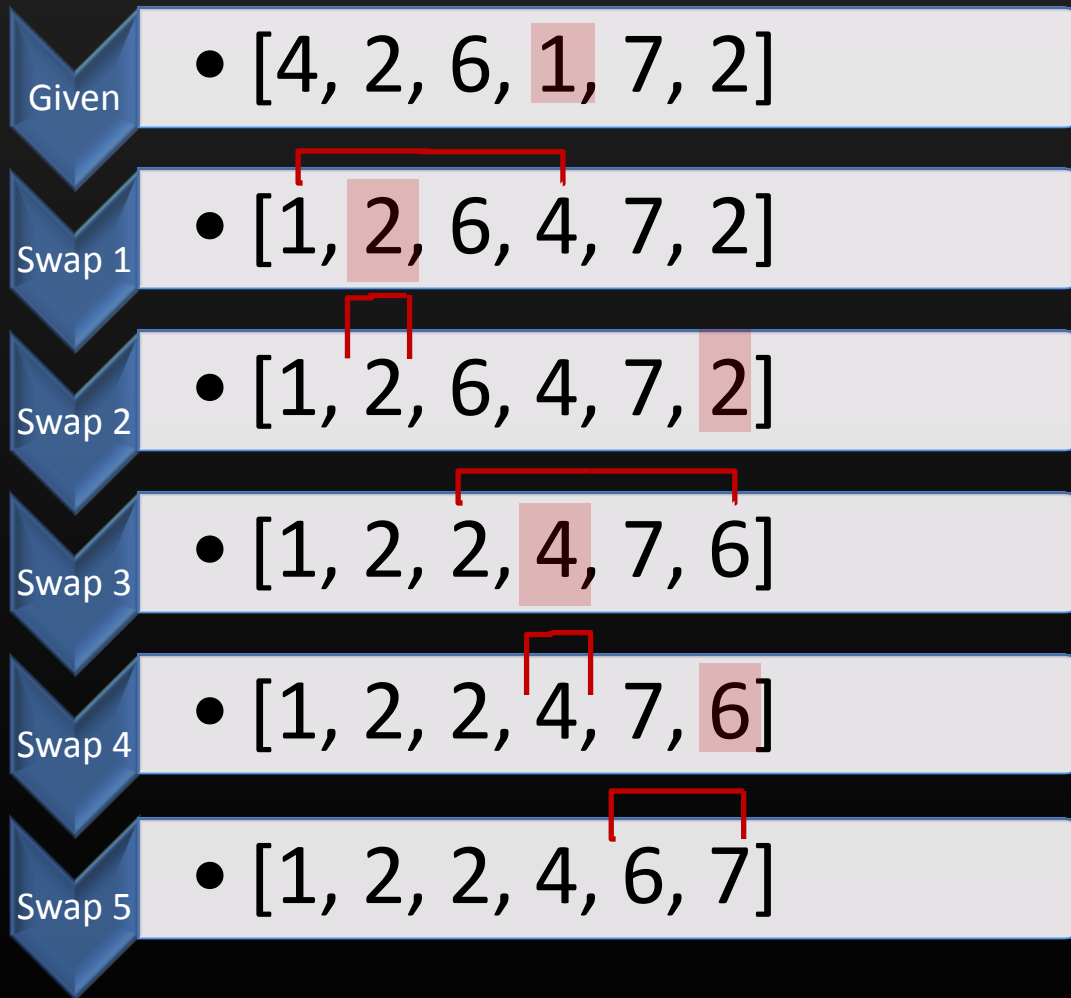 Given
• [4, 2, 6, 1, 7, 2]
Swap 1
• [1, 2, 6, 4, 7, 2]
Swap 2
• [1, 2, 6, 4, 7, 2]
Swap 3
• [1, 2, 2, 4, 7, 6]
Swap 4
• [1, 2, 2, 4, 7, 6]
Swap 5
• [1, 2, 2, 4, 6, 7]